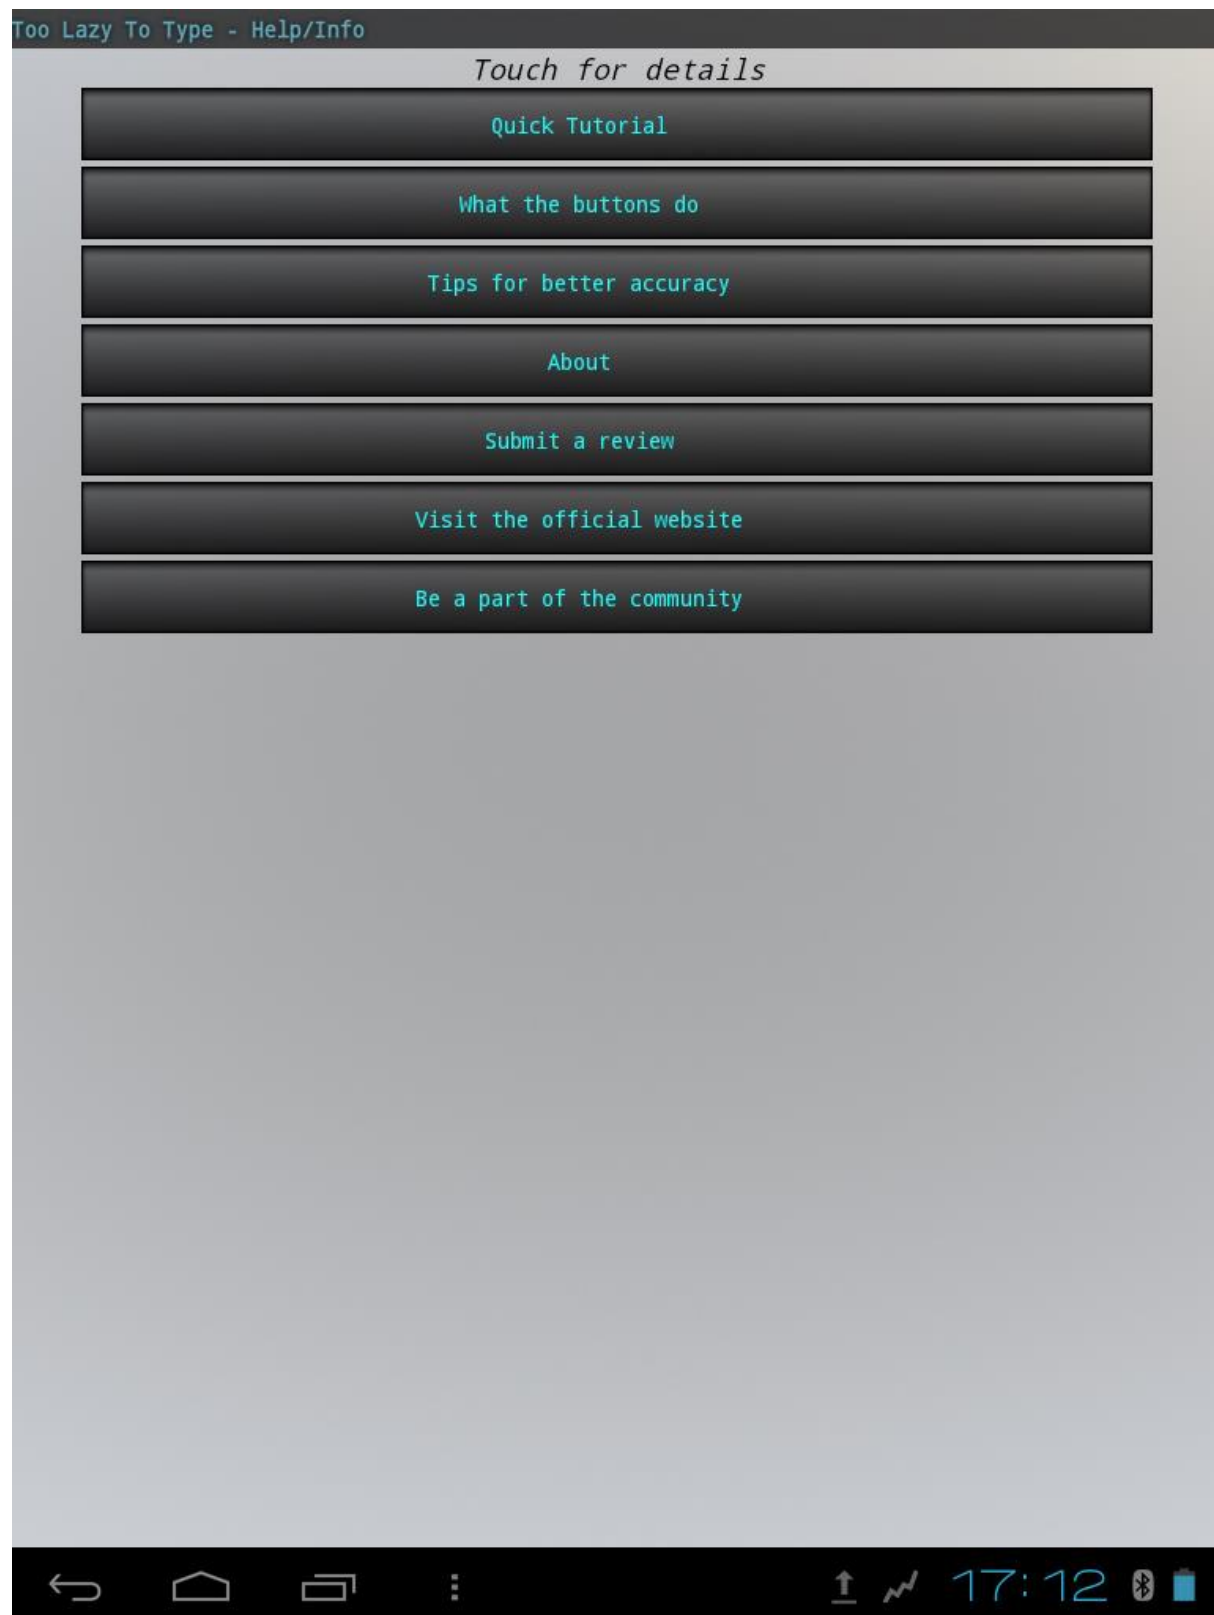 Too Lazy To Type - Help/Info
Touch for details
Quick Tutorial
What the buttons do
Tips for better accuracy
About
Submit a review
Visit the official website
Be a part of the community
17:12